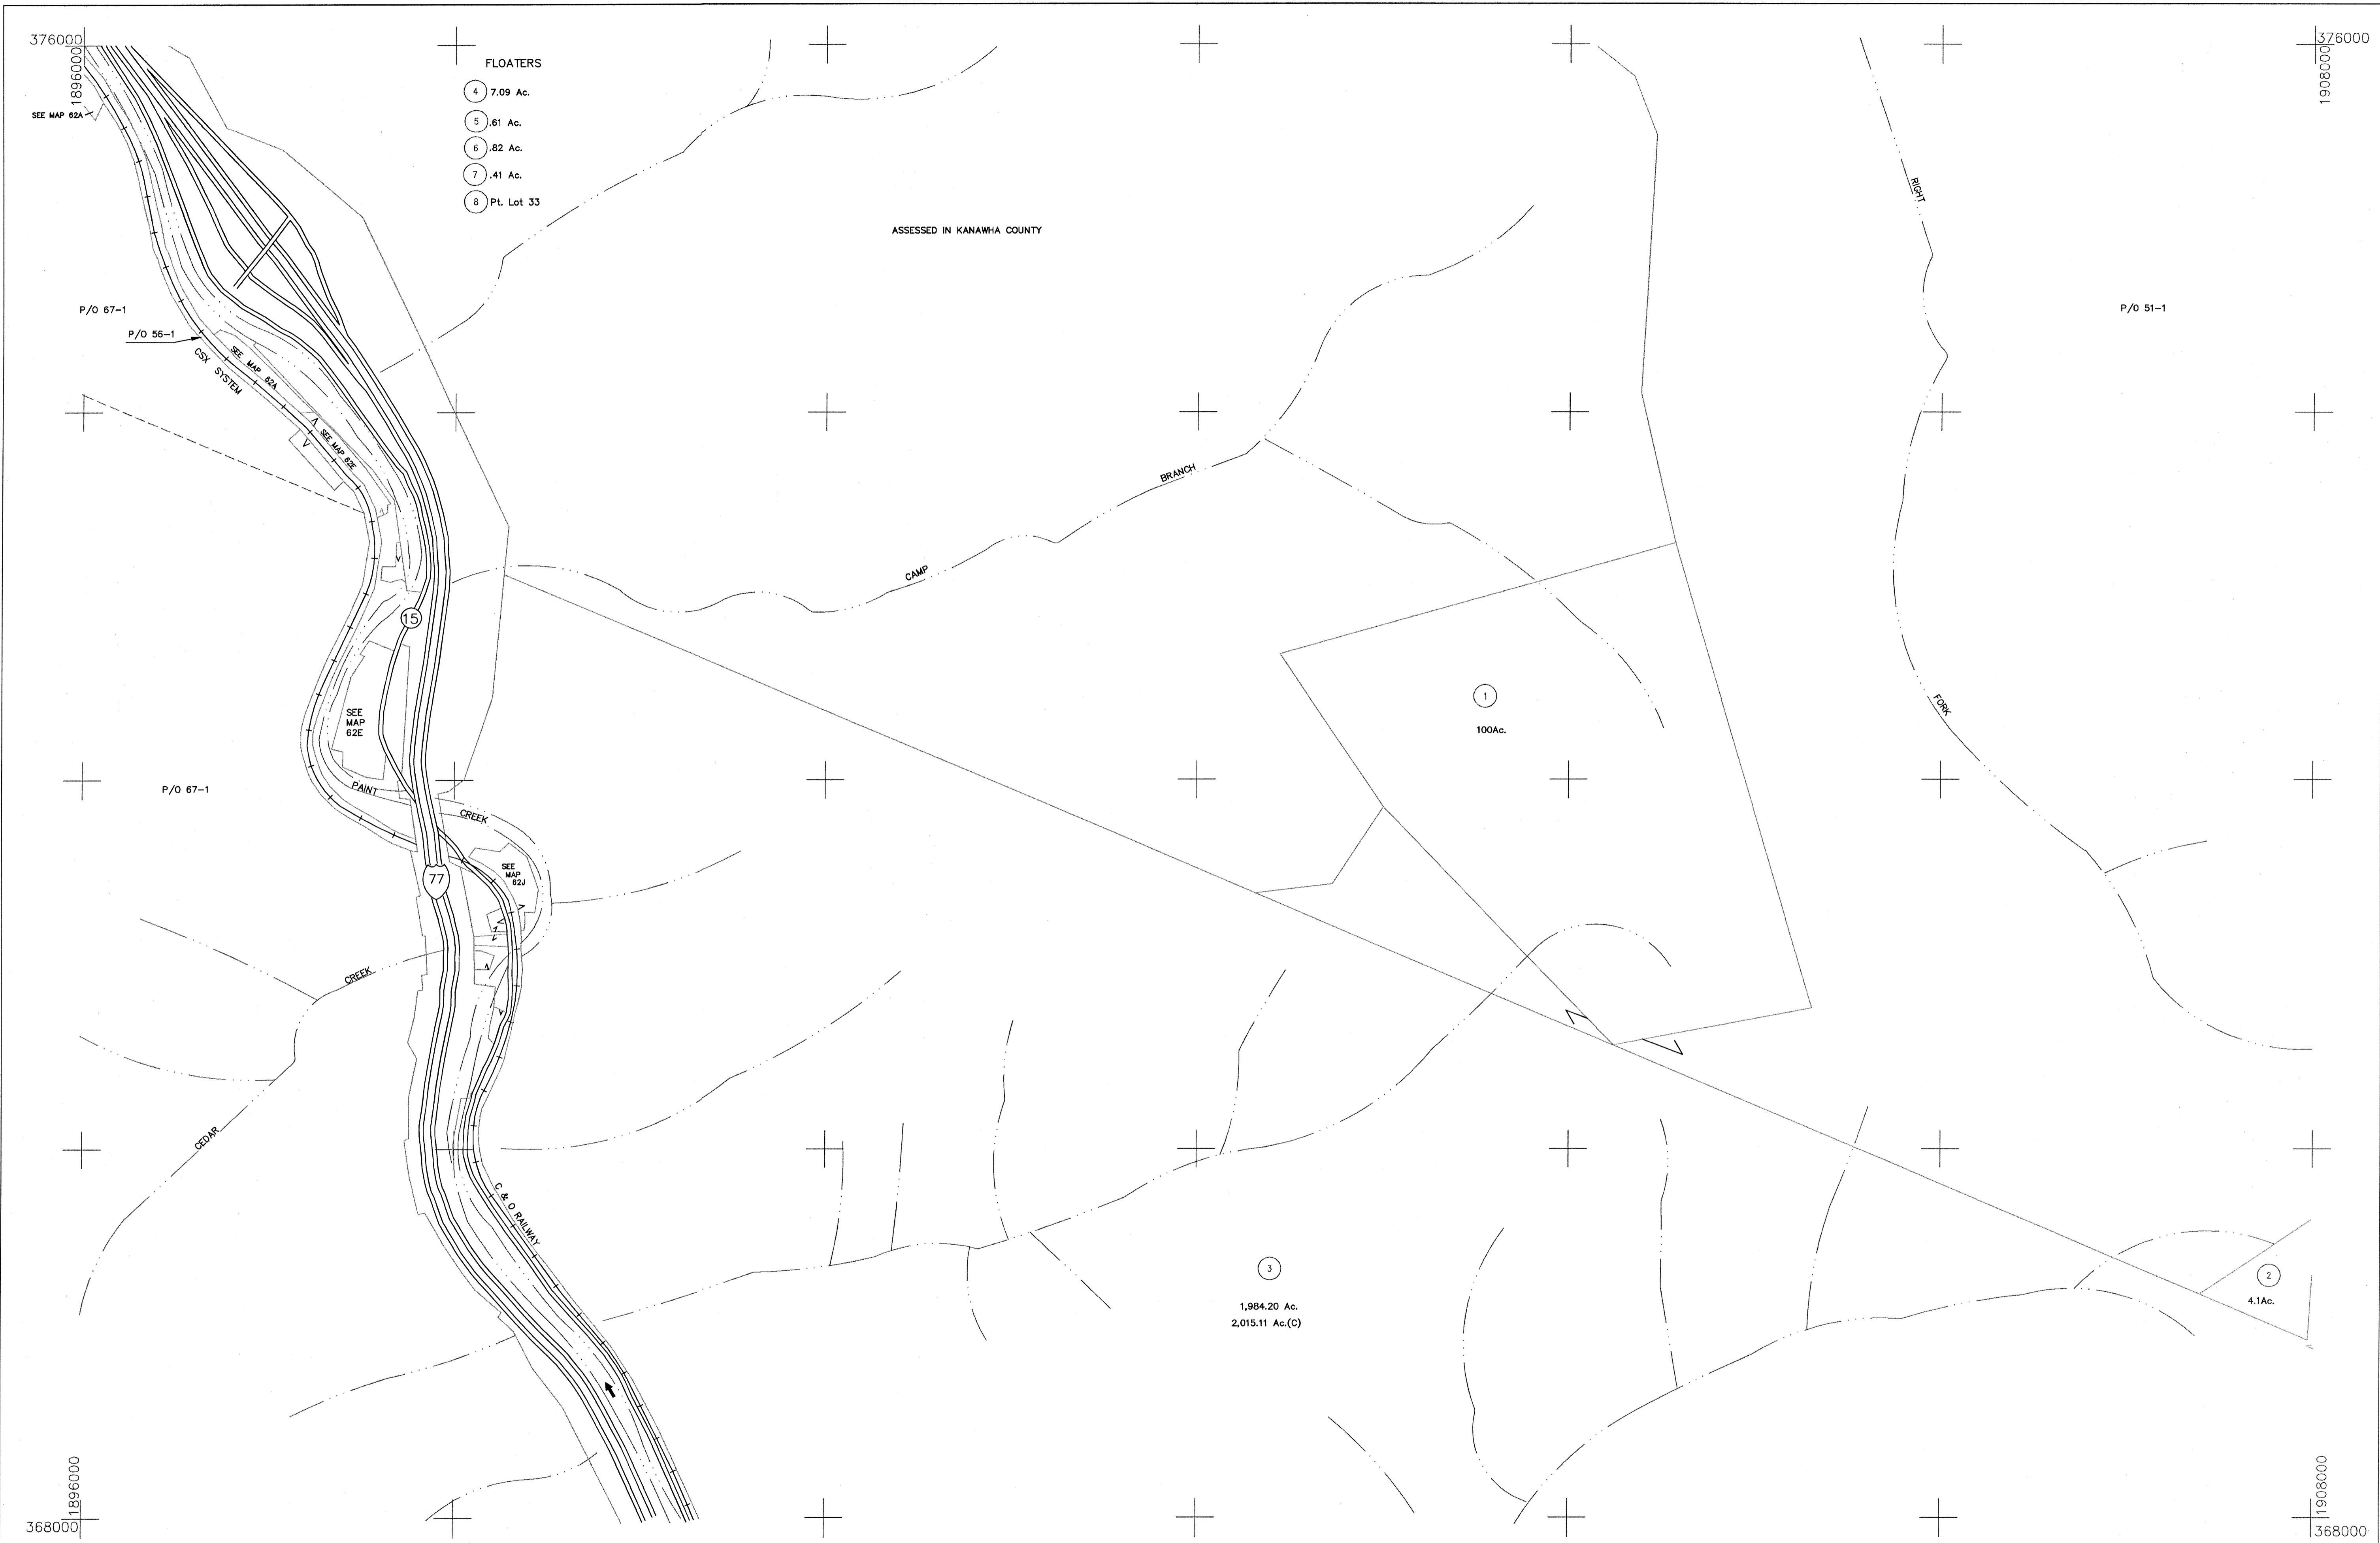 376000
1896000
376000
1908000
FLOATERS
4 7.09 Ac.
5 .61 Ac.
6 .82 Ac.
7 .41 Ac.
8 Pt. Lot 33
SEE MAP 62A
ASSESSED IN KANAWHA COUNTY
RIGHT
P/O 67-1
P/O 51-1
P/O 56-1
CSX SYSTEM
SEE MAP 62A
SEE MAP 62E
BRANCH
CAMP
15
1
100Ac.
FORK
SEE
MAP
62E
P/O 67-1
PAINT
CREEK
SEE
MAP
62J
77
CREEK
CEDAR
C & O RAILWAY
3
1,984.20 Ac.
2,015.11 Ac.(C)
2
4.1Ac.
1896000
368000
1908000
368000